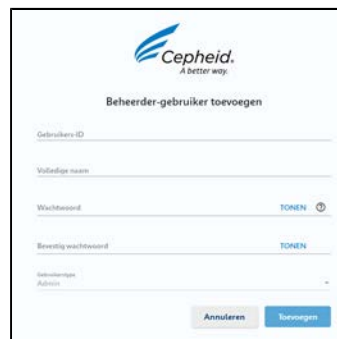 Cepheid.
A better way.
Beheerder-gebruiker toevoegen
Gebruikers-ID
Volledige naam
Wachtwoord TONEN ?
Bevestig wachtwoord TONEN
Gebruikerstype
Admin
Annuleren Toevoegen